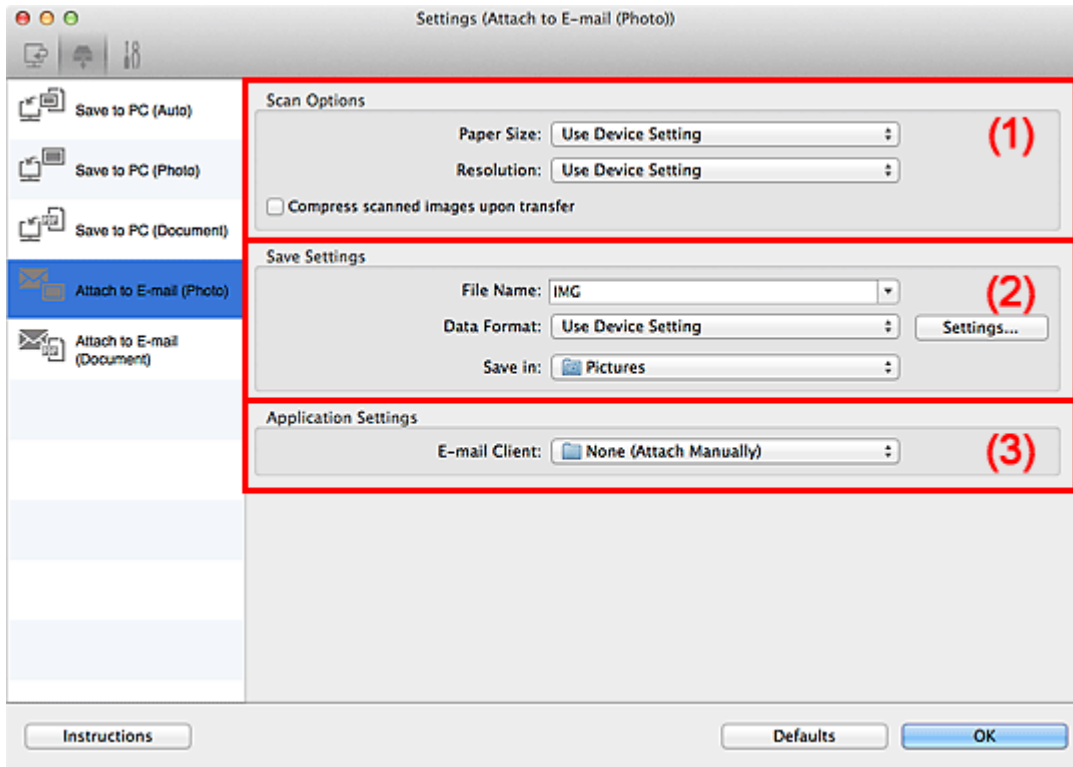 Settings (Attach to E-mail (Photo))
Save to PC (Auto)
Save to PC (Photo)
Save to PC (Document)
Attach to E-mail (Photo)
Attach to E-mail
(Document)
Scan Options
(1)
Paper Size: Use Device Setting
Resolution: Use Device Setting
Compress scanned images upon transfer
Save Settings
(2)
File Name: IMG
Data Format: Use Device Setting Settings...
Save in: Pictures
Application Settings
(3)
E-mail Client: None (Attach Manually)
Instructions Defaults OK